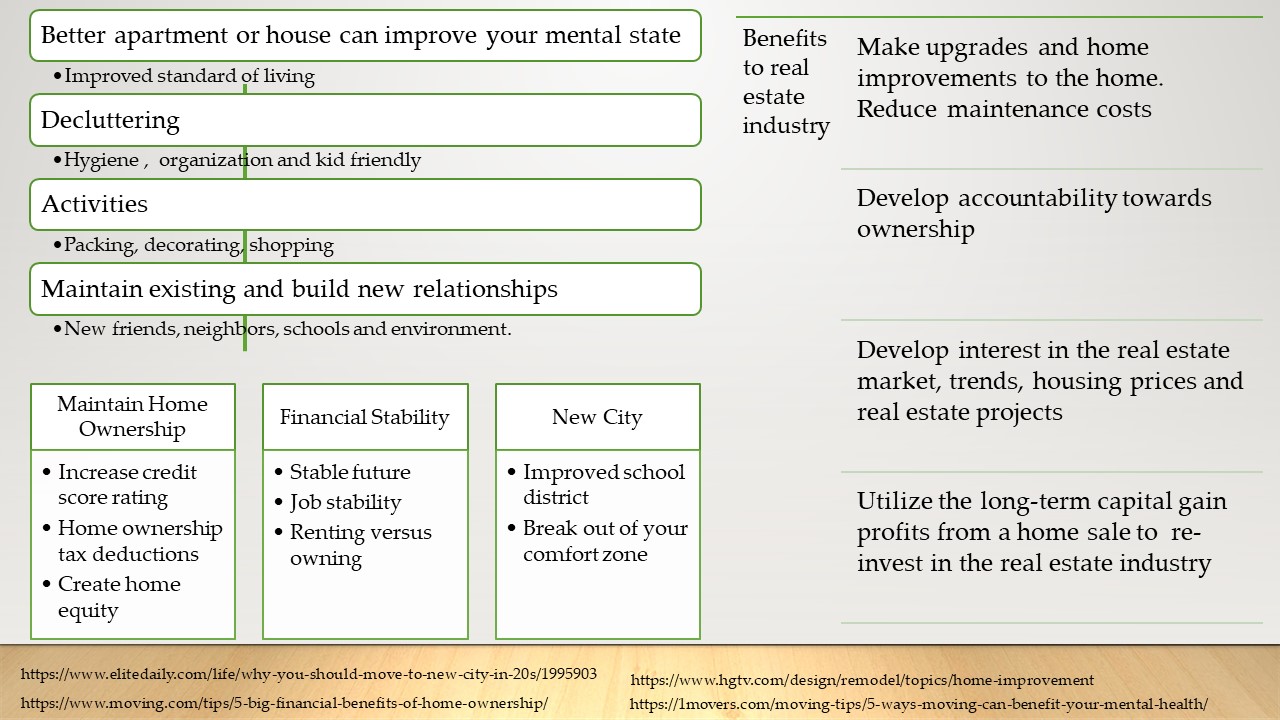 Better apartment or house can improve your mental state
•Improved standard of living
Decluttering
•Hygiene , organization and kid friendly
Activities
•Packing, decorating, shopping
Maintain existing and build new relationships
•New friends, neighbors, schools and environment.
Maintain Home
Ownership
• Increase credit
score rating
• Home ownership
tax deductions
• Create home
equity
Financial Stability
• Stable future
• Job stability
• Renting versus
owning
New City
• Improved school
district
• Break out of your
comfort zone
Benefits
to real
estate
industry
Make upgrades and home
improvements to the home.
Reduce maintenance costs
Develop accountability towards
ownership
Develop interest in the real estate
market, trends, housing prices and
real estate projects
Utilize the long-term capital gain
profits from a home sale to re-
invest in the real estate industry
https://www.elitedaily.com/life/why-you-should-move-to-new-city-in-20s/1995903
https://www.moving.com/tips/5-big-financial-benefits-of-home-ownership/
https://www.hgtv.com/design/remodel/topics/home-improvement
https://1movers.com/moving-tips/5-ways-moving-can-benefit-your-mental-health/